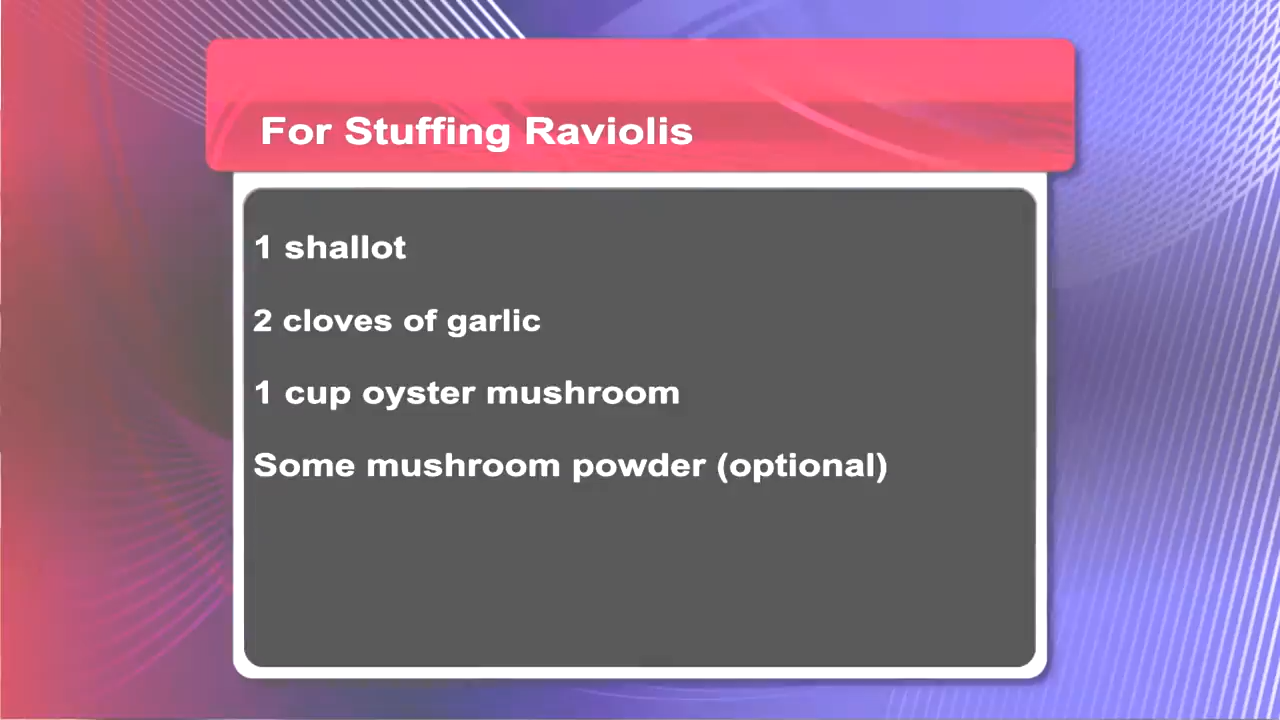 For Stuffing Raviolis
1 shallot
2 cloves of garlic
1 cup oyster mushroom
Some mushroom powder (optional)